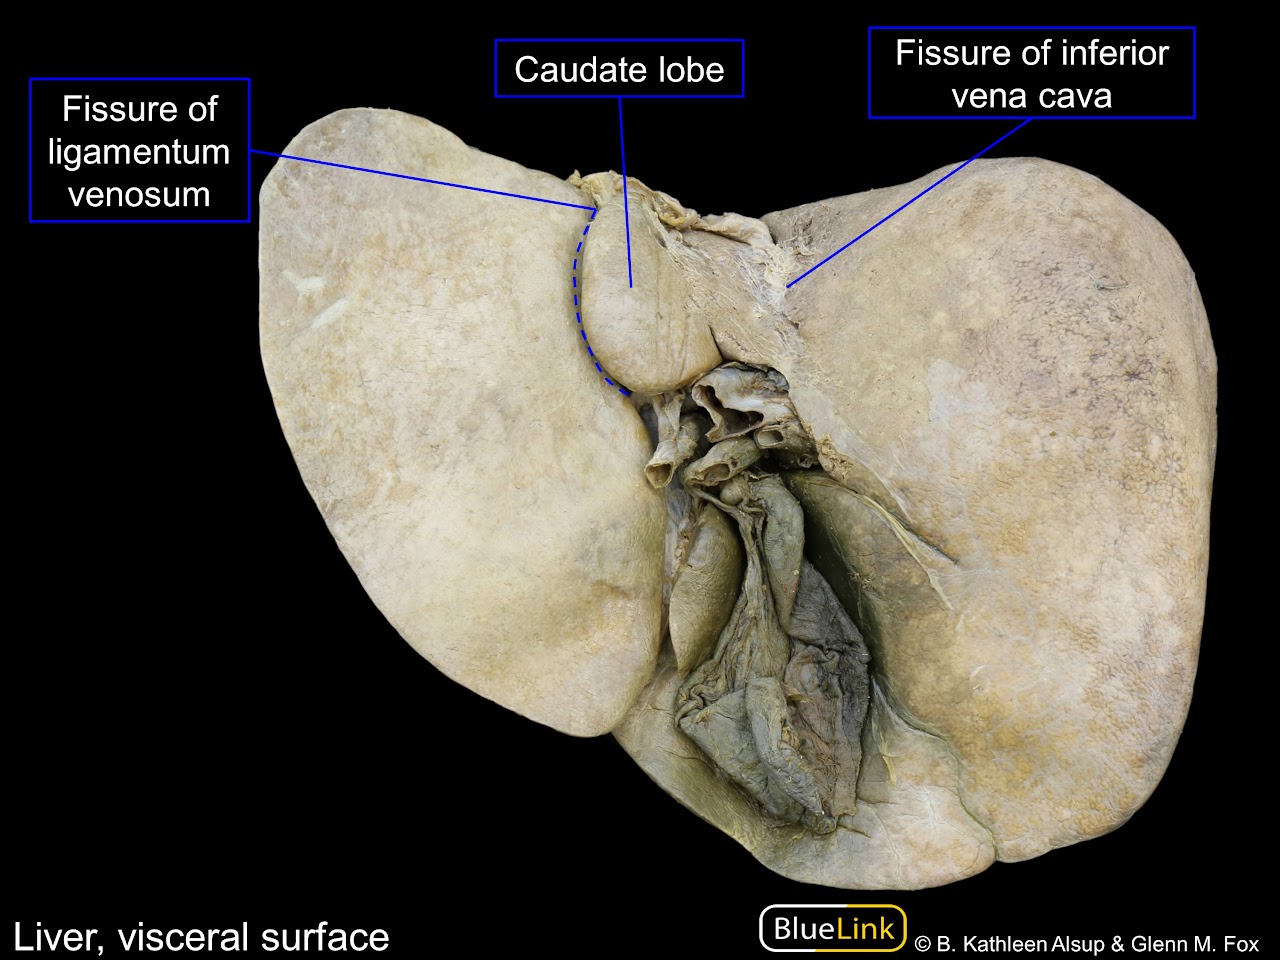 Fissure of inferior
vena cava
Caudate lobe
Fissure of
ligamentum
venosum
Liver, visceral surface
BlueLink
© B. Kathleen Alsup & Glenn M. Fox